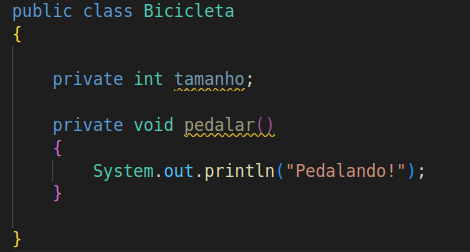 public class Bicicleta
{
private int tamanho;
private void pedalar()
{
System.out.println("Pedalando!");
}
}